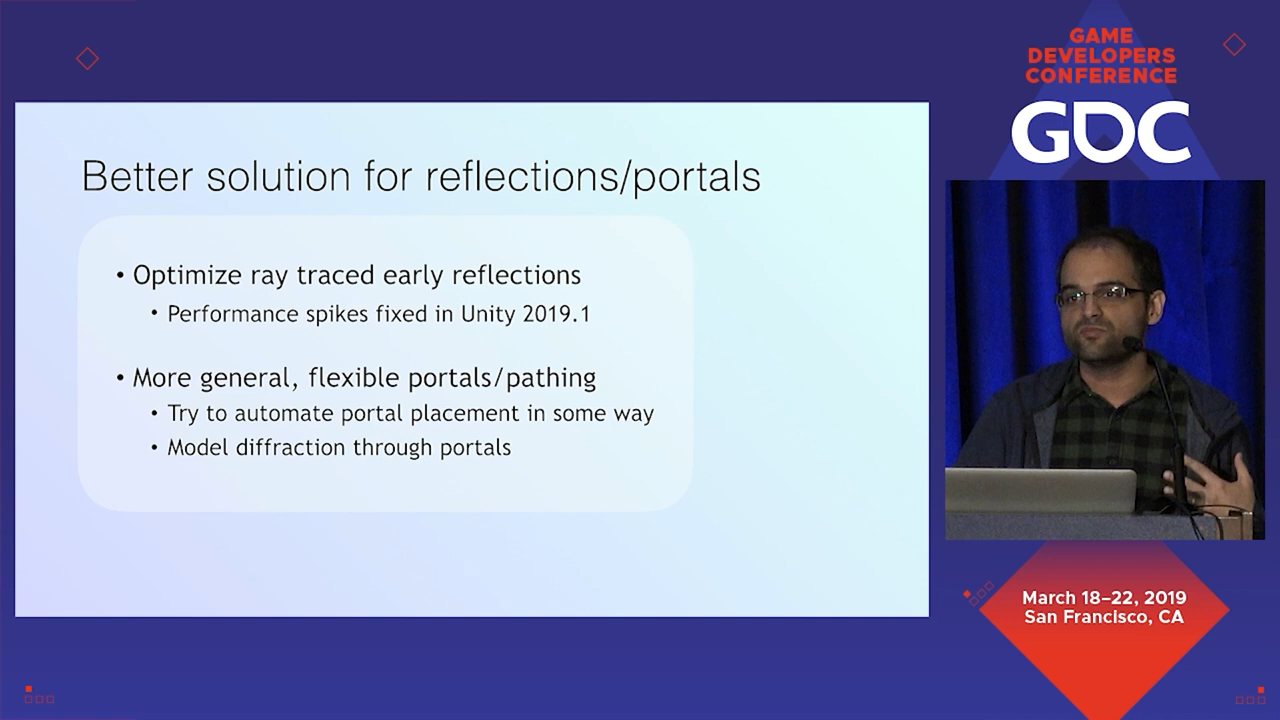 Better solution for reflections/portals
• Optimize ray traced early reflections
• Performance spikes fixed in Unity 2019.1
• More general, flexible portals/pathing
• Try to automate portal placement in some way
• Model diffraction through portals
GAME
DEVELOPERS
CONFERENCE
GDC
March 18–22, 2019
San Francisco, CA